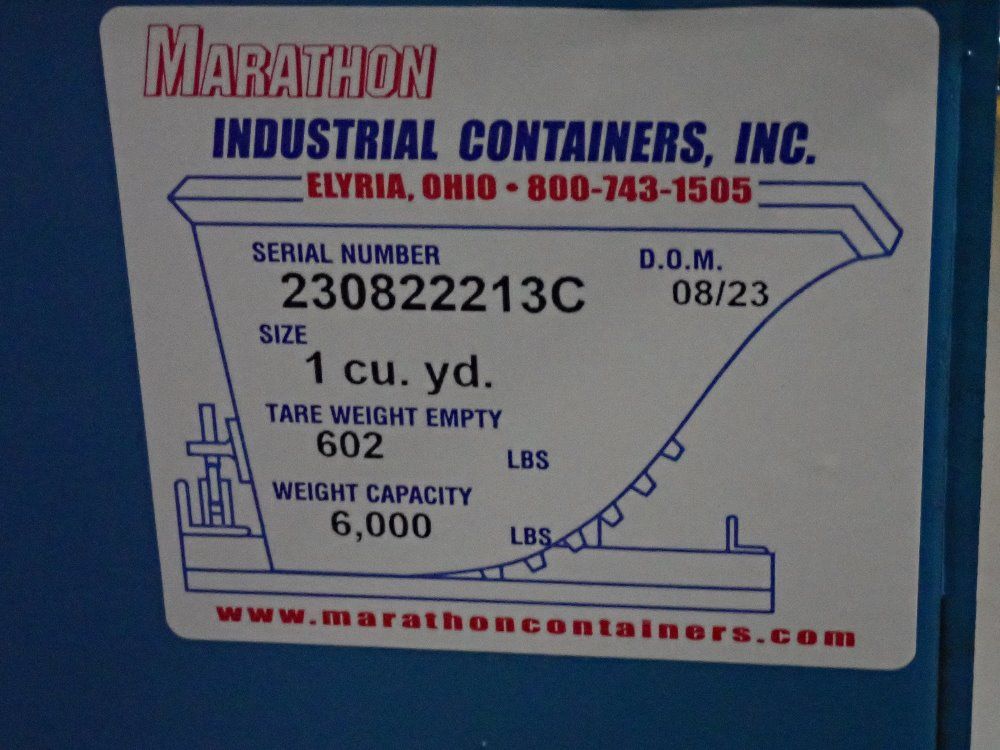 MARATHON
INDUSTRIAL CONTAINERS, INC.
ELYRIA, OHIO • 800-743-1505
SERIAL NUMBER D.O.M.
230822213C 08/23
SIZE
1 cu. yd.
TARE WEIGHT EMPTY
602 LBS
WEIGHT CAPACITY
6,000 LBS
www.marathoncontainers.com